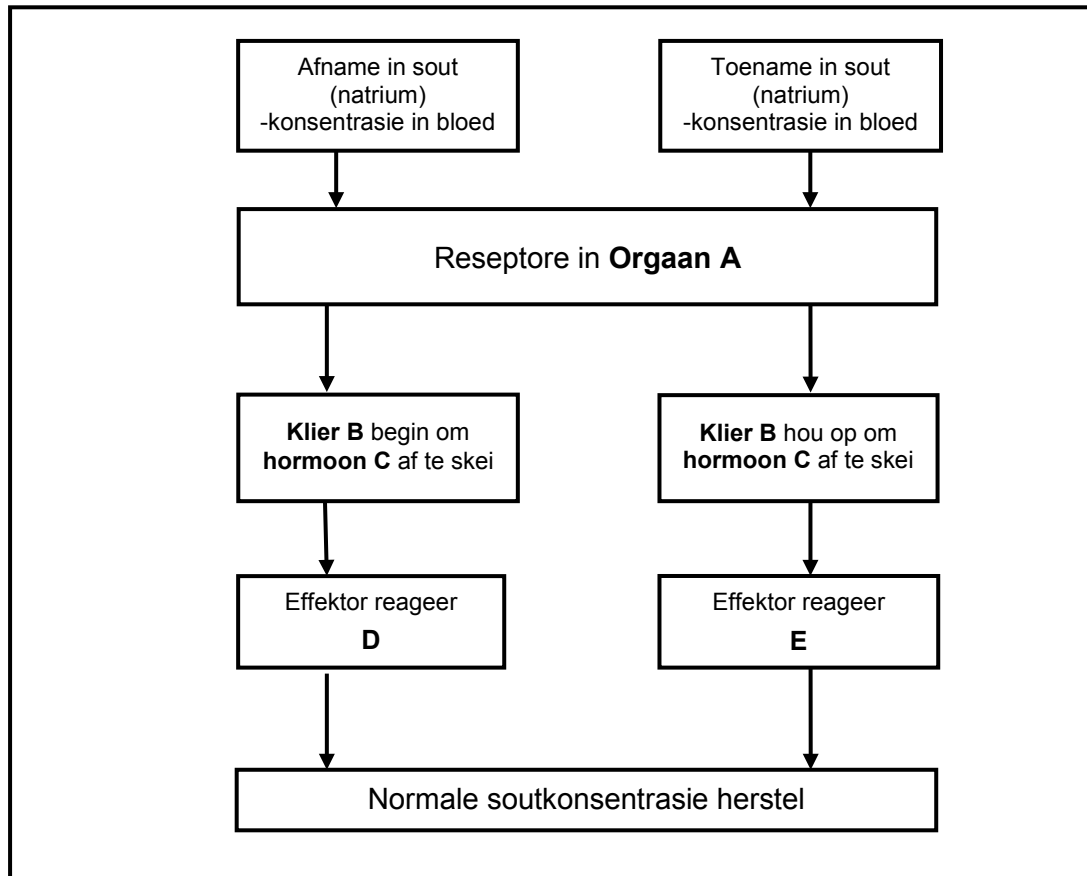 Afname in sout
(natrium)
-konsentrasie in bloed
Toename in sout
(natrium)
-konsentrasie in bloed
Reseptore in Orgaan A
Klier B begin om
hormoon C af te skei
Klier B hou op om
hormoon C af te skei
Effektor reageer
D
Effektor reageer
E
Normale soutkonsentrasie herstel